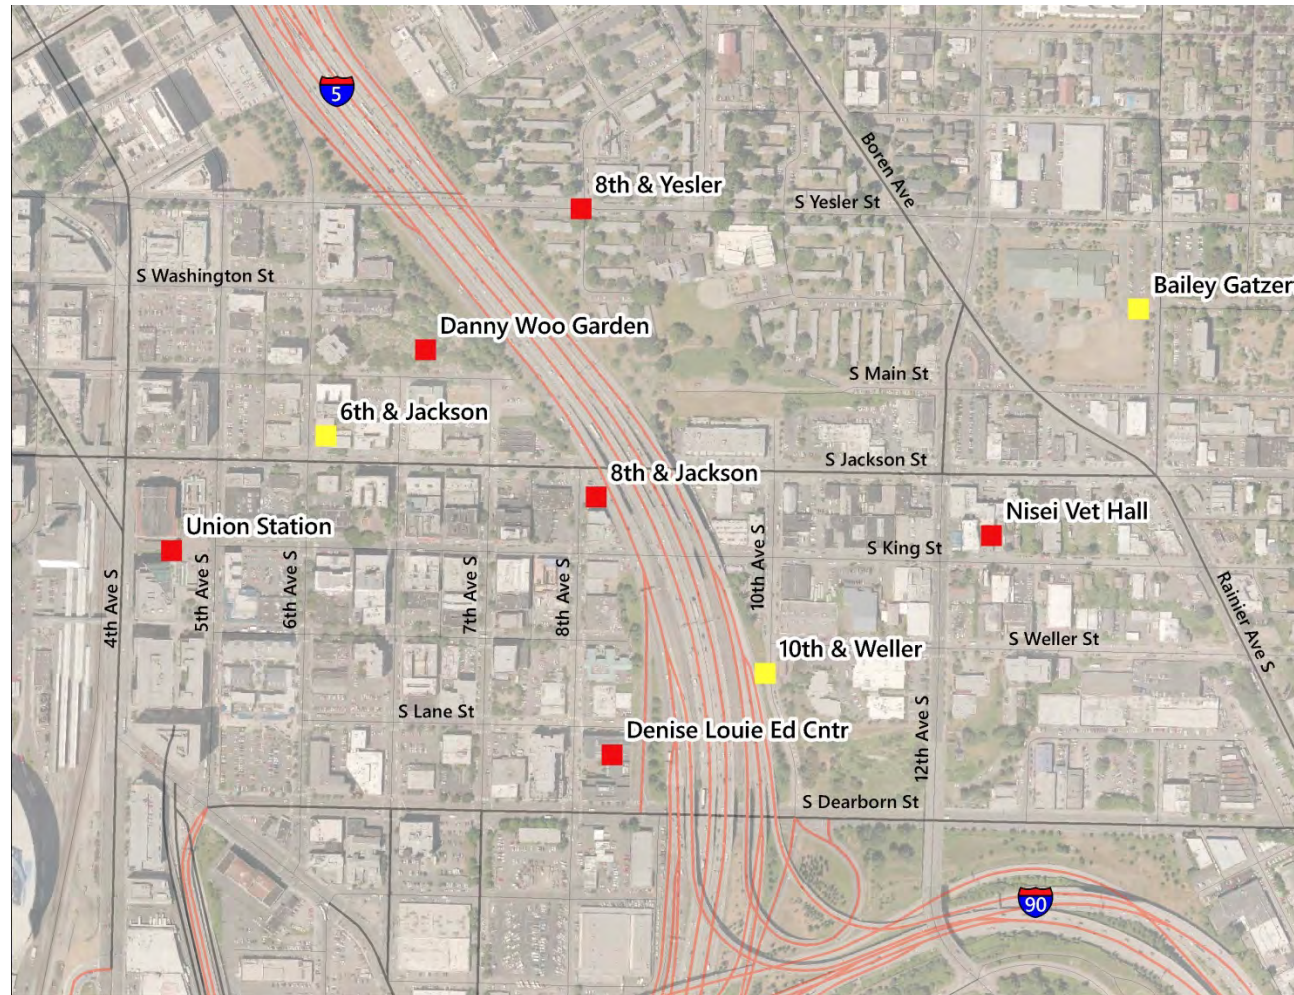 5
Boren Ave
8th & Yesler
S Yesler St
S Washington St
Bailey Gatzer
Danny Woo Garden
S Main St
6th & Jackson
S Jackson St
8th & Jackson
Union Station
Nisei Vet Hall
S King St
4th Ave S
5th Ave S
6th Ave S
7th Ave S
8th Ave S
10th Ave S
Rainier Ave S
S Weller St
10th & Weller
S Lane St
Denise Louie Ed Cntr
12th Ave S
S Dearborn St
90